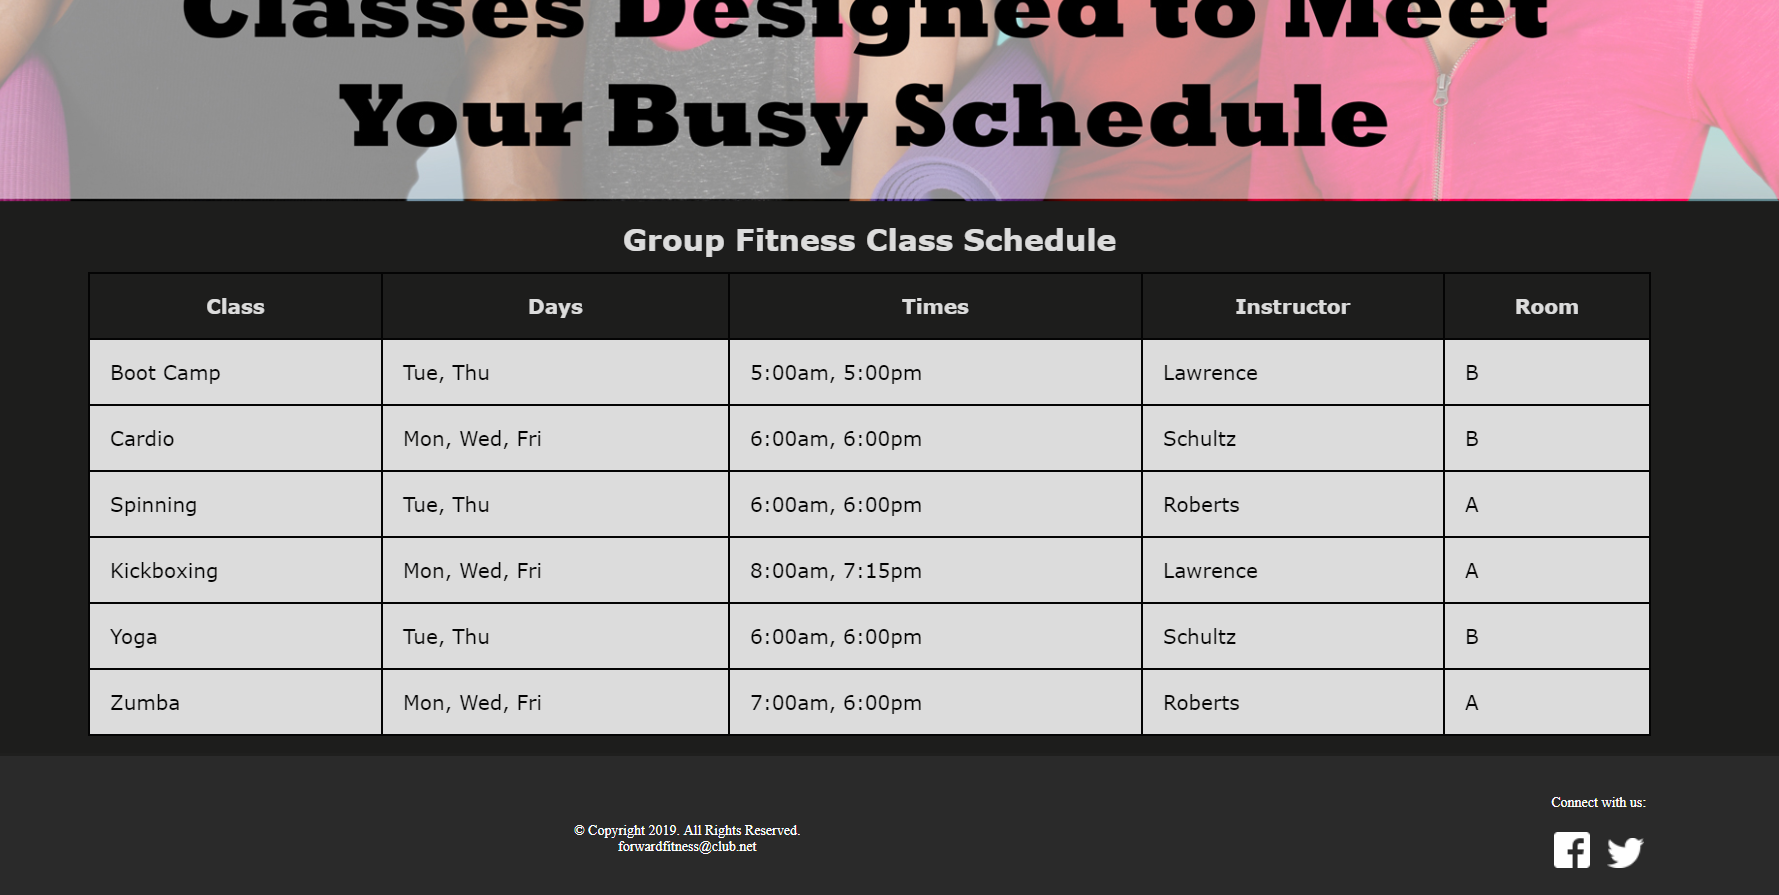 Classes Designed to Meet
Your Busy Schedule
Group Fitness Class Schedule
Class Days Times Instructor Room
Boot Camp Tue, Thu 5:00am, 5:00pm Lawrence B
Cardio Mon, Wed, Fri 6:00am, 6:00pm Schultz B
Spinning Tue, Thu 6:00am, 6:00pm Roberts A
Kickboxing Mon, Wed, Fri 8:00am, 7:15pm Lawrence A
Yoga Tue, Thu 6:00am, 6:00pm Schultz B
Zumba Mon, Wed, Fri 7:00am, 6:00pm Roberts A
Connect with us:
© Copyright 2019. All Rights Reserved.
forwardfitness@club.net